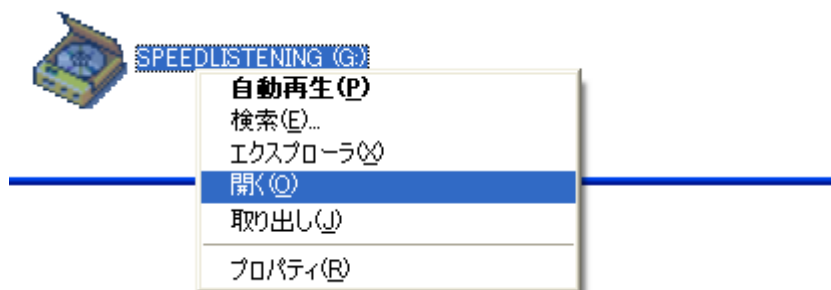 SPEEDLISTENING (G:)
自動再生(P)
検索(E)...
エクスプローラ(X)
開く(O)
取り出し(J)
プロパティ(R)